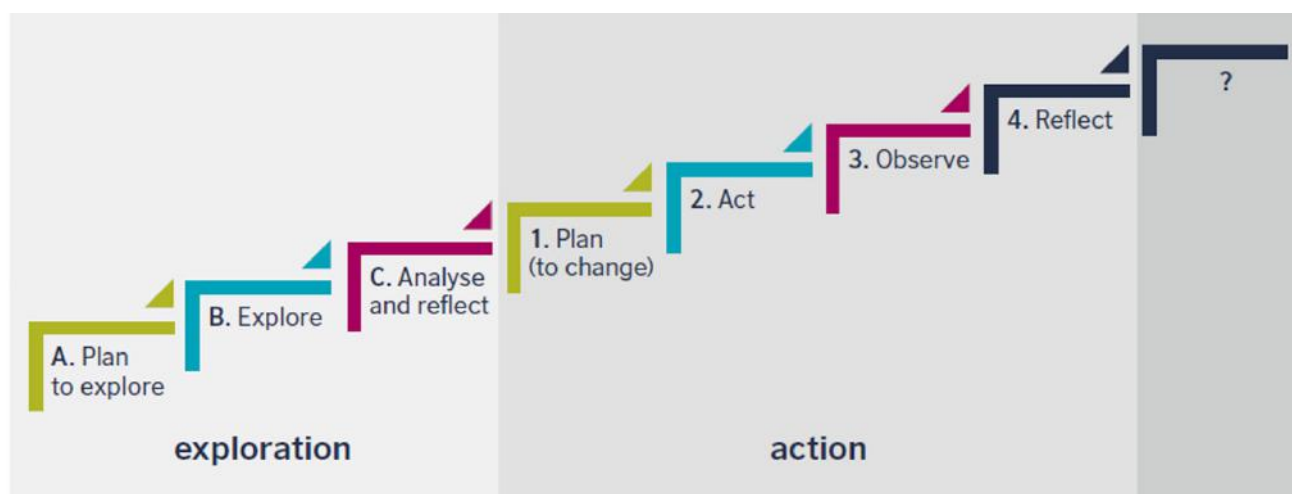 A. Plan
to explore
B. Explore
C. Analyse
and reflect
1. Plan
(to change)
2. Act
3. Observe
4. Reflect
?
exploration
action